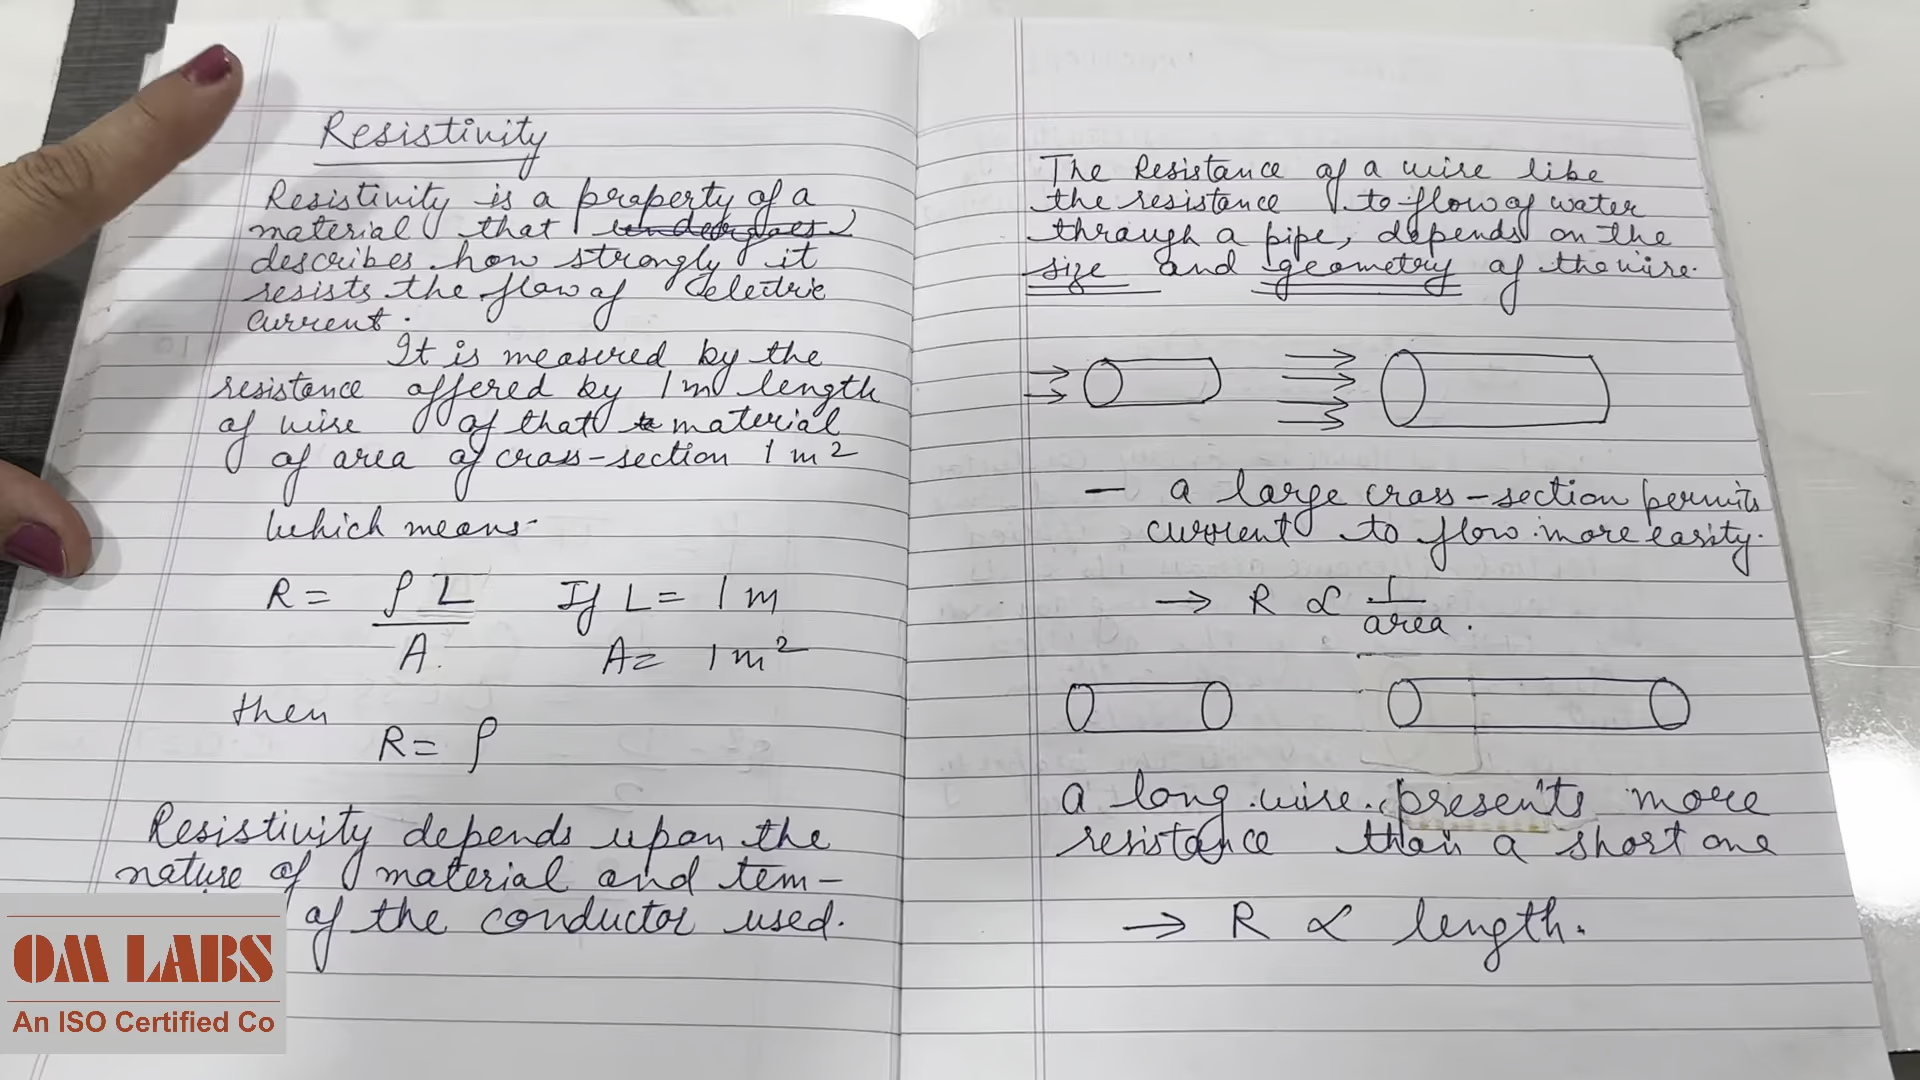 Resistivity
Resistivity is a property of a
material that
describes how strongly it
resists the flow of electric
current.
It is measured by the
resistance offered by 1m length
of wire of that material
of area of cross-section 1 m²
Which means-
R = ρL/A If L = 1 m
A = 1 m²
then
R = ρ
Resistivity depends upon the
nature of material and tem-
of the conductor used.
The Resistance of a wire like
the resistance to flow of water
through a pipe, depends on the
size and geometry of the wire.
— a large cross-section permits
current to flow more easity.
→ R ∝ 1/area.
a long wire presents more
resistance than a short one
→ R ∝ length.
OM LABS
An ISO Certified Co